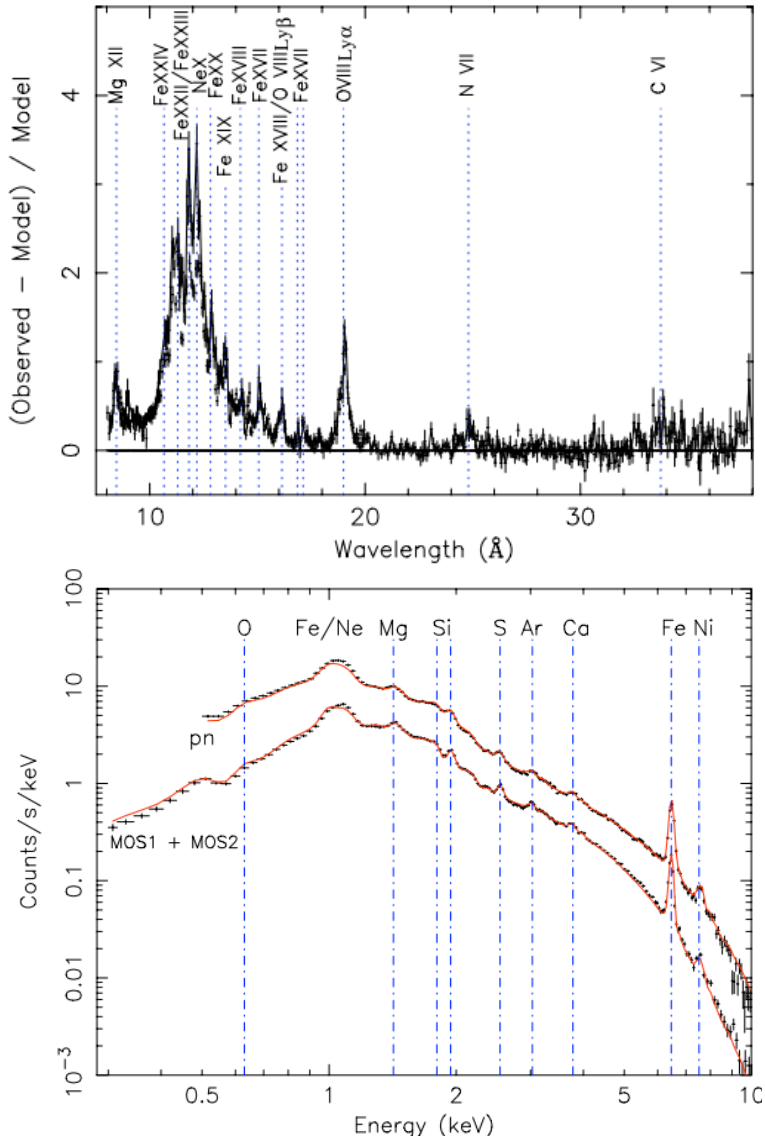 (Observed − Model) / Model
4
2
0
Mg XII
FeXXIV
FeXXII/FeXXIII
NeX
FeXX
Fe XIX
FeXVIII
FeXVII
Fe XVIII/O VIIILyβ
FeXVII
OVIIILyα
N VII
C VI
10
20
30
Wavelength (Å)
Counts/s/keV
100
10
1
0.1
0.01
10⁻³
O
Fe/Ne
Mg
Si
S
Ar
Ca
Fe
Ni
pn
MOS1 + MOS2
0.5
1
2
5
10
Energy (keV)